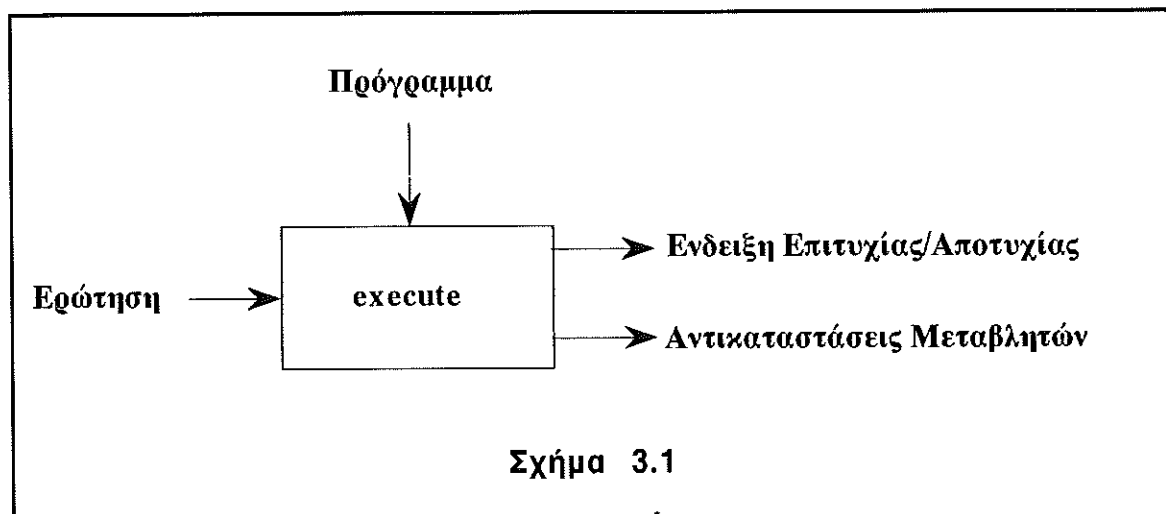 Πρόγραμμα
Ενδειξη Επιτυχίας/Αποτυχίας
Ερώτηση
execute
Αντικαταστάσεις Μεταβλητών
Σχήμα 3.1